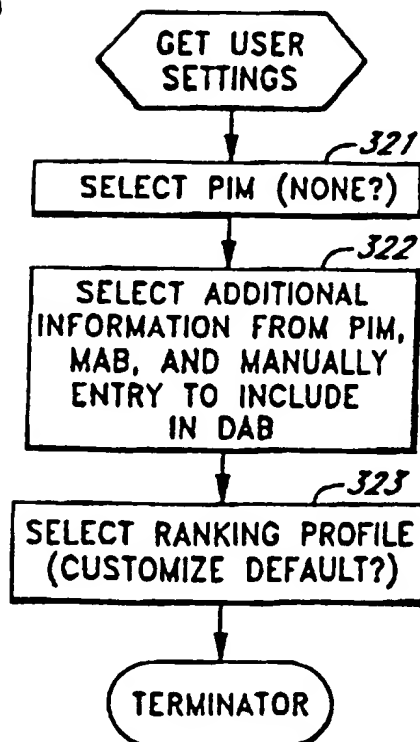 GET USER
SETTINGS
321
SELECT PIM (NONE?)
322
SELECT ADDITIONAL
INFORMATION FROM PIM,
MAB, AND MANUALLY
ENTRY TO INCLUDE
IN DAB
323
SELECT RANKING PROFILE
(CUSTOMIZE DEFAULT?)
TERMINATOR